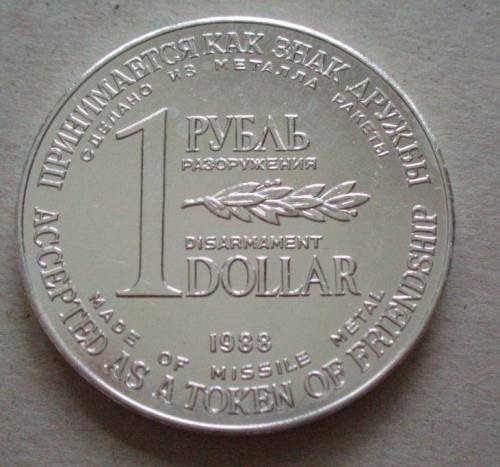 ПРИНИМАЕТСЯ КАК ЗНАК ДРУЖБЫ
СДЕЛАНО ИЗ МЕТАЛЛА РАКЕТЫ
1
РУБЛЬ
РАЗОРУЖЕНИЯ
DISARMAMENT
DOLLAR
1988
MADE OF MISSILE METAL
ACCEPTED AS A TOKEN OF FRIENDSHIP